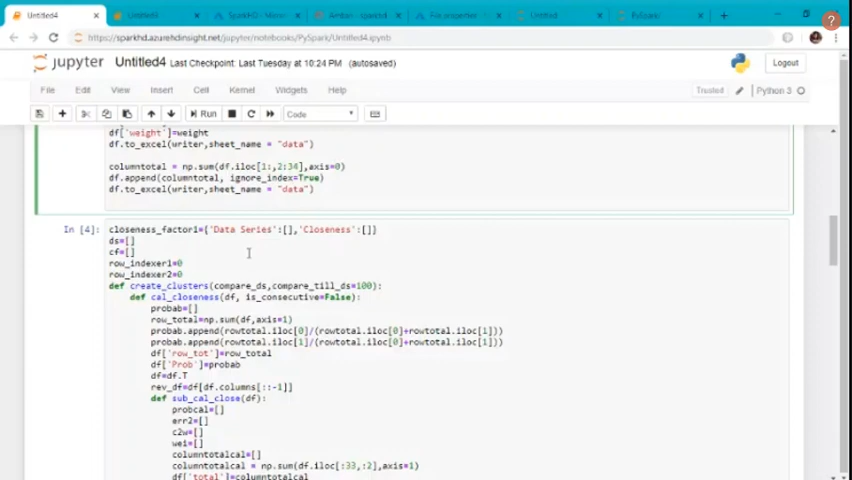 Untitled4
Untitled3
SparkHD - Micro
Ambari - sparkhd
File properties
Untitled
PySpark
https://sparkhd.azurehdinsight.net/jupyter/notebooks/PySpark/Untitled4.ipynb
jupyter Untitled4 Last Checkpoint: Last Tuesday at 10:24 PM (autosaved)
Logout
File Edit View Insert Cell Kernel Widgets Help
Trusted Python 3
Run Code
df['weight']=weight
df.to_excel(writer,sheet_name = "data")
columntotal = np.sum(df.iloc[1:,2:34],axis=0)
df.append(columntotal, ignore_index=True)
df.to_excel(writer,sheet_name = "data")
In [4]: closeness_factor1={'Data Series':[],'Closeness':[]}
ds=[]
cf=[]
row_indexer1=0
row_indexer2=0
def create_clusters(compare_ds,compare_till_ds=100):
def cal_closeness(df, is_consecutive=False):
probab=[]
row_total=np.sum(df,axis=1)
probab.append(rowtotal.iloc[0]/(rowtotal.iloc[0]+rowtotal.iloc[1]))
probab.append(rowtotal.iloc[1]/(rowtotal.iloc[0]+rowtotal.iloc[1]))
df['row_tot']=row_total
df['Prob']=probab
df=df.T
rev_df=df[df.columns[::-1]]
def sub_cal_close(df):
probcal=[]
err2=[]
c2w=[]
wei=[]
columntotalcal=[]
columntotalcal = np.sum(df.iloc[:33,:2],axis=1)
df['total']=columntotalcal